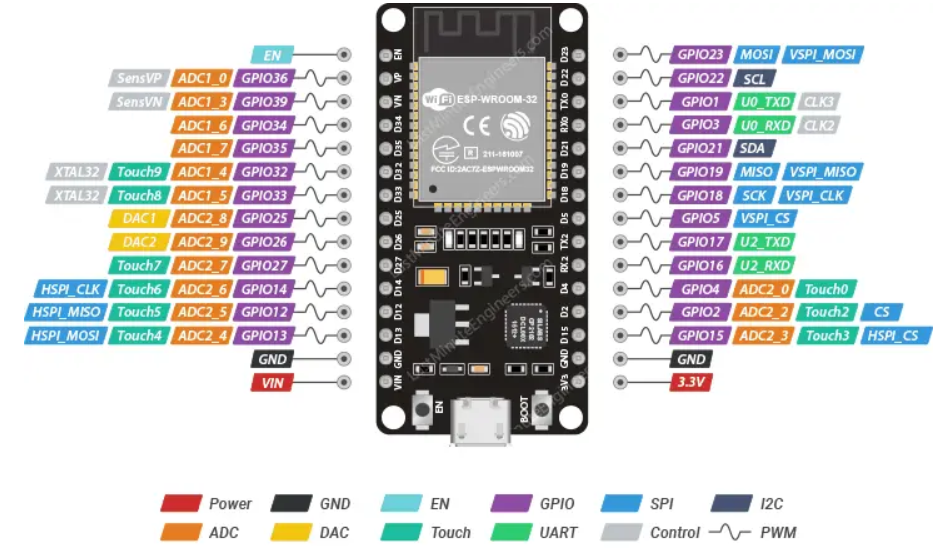 EN EN D23 GPIO23 MOSI VSPI_MOSI
SensVP ADC1_0 GPIO36 VP D22 GPIO22 SCL
SensVN ADC1_3 GPIO39 VN TX0 GPIO1 U0_TXD CLK3
ADC1_6 GPIO34 D34 RX0 GPIO3 U0_RXD CLK2
ADC1_7 GPIO35 D35 D21 GPIO21 SDA
XTAL32 Touch9 ADC1_4 GPIO32 D32 D19 GPIO19 MISO VSPI_MISO
XTAL32 Touch8 ADC1_5 GPIO33 D33 D18 GPIO18 SCK VSPI_CLK
DAC1 ADC2_8 GPIO25 D25 D5 GPIO5 VSPI_CS
DAC2 ADC2_9 GPIO26 D26 TX2 GPIO17 U2_TXD
Touch7 ADC2_7 GPIO27 D27 RX2 GPIO16 U2_RXD
HSPI_CLK Touch6 ADC2_6 GPIO14 D14 D4 GPIO4 ADC2_0 Touch0
HSPI_MISO Touch5 ADC2_5 GPIO12 D12 D2 GPIO2 ADC2_2 Touch2 CS
HSPI_MOSI Touch4 ADC2_4 GPIO13 D13 D15 GPIO15 ADC2_3 Touch3 HSPI_CS
GND GND GND GND
VIN VIN 3V3 3.3V
WiFi ESP-WROOM-32
CE
R 211-161007
FCC ID:2AC7Z-ESPWROOM32
SILABS
CP2102
1612+
EN BOOT
LastMinuteEngineers.com
Power GND EN GPIO SPI I2C
ADC DAC Touch UART Control PWM